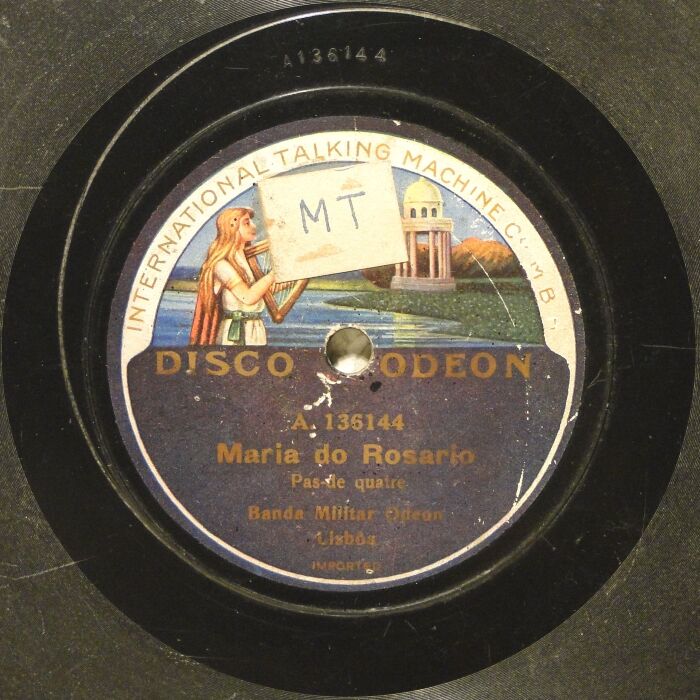 A136144
INTERNATIONAL TALKING MACHINE Co. M B
MT
DISCO ODEON
A. 136144
Maria do Rosario
Pas-de quatre
Banda Militar Odeon
Lisbôa
IMPORTED